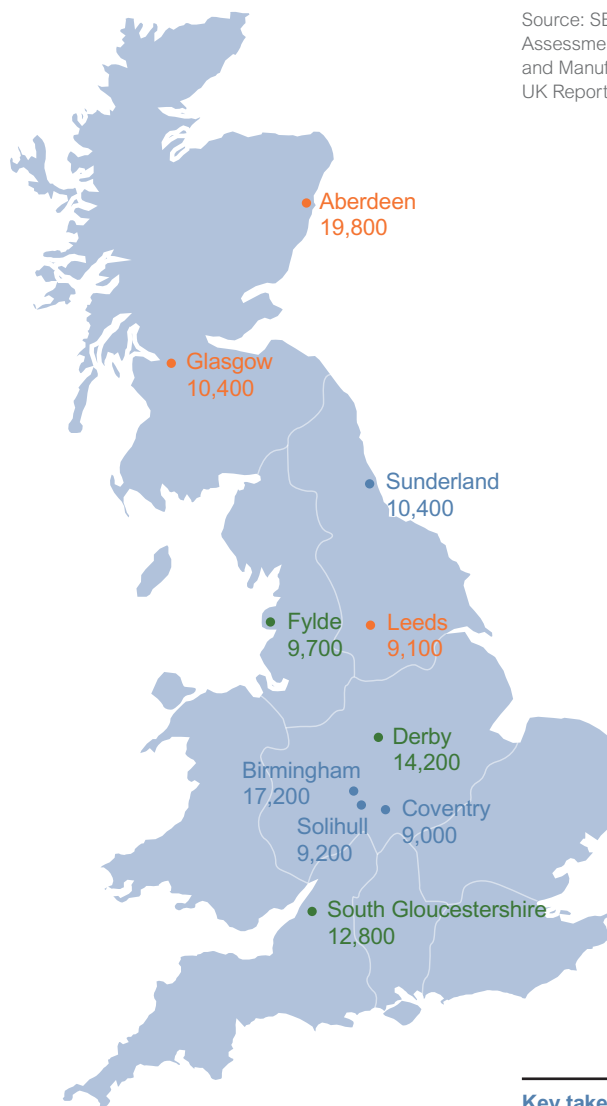 Source: SE
Assessme
and Manuf
UK Report
Aberdeen
19,800
Glasgow
10,400
Sunderland
10,400
Fylde
9,700
Leeds
9,100
Derby
14,200
Birmingham
17,200
Solihull
9,200
Coventry
9,000
South Gloucestershire
12,800
Key take